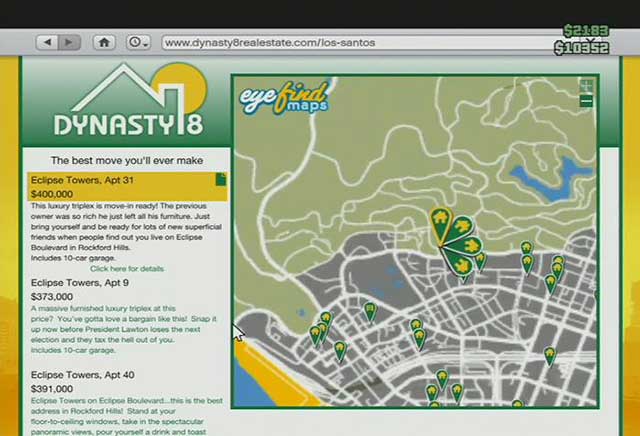 $2183
$10352
www.dynasty8realestate.com/los-santos
DYNASTY 8
eyefind
maps
The best move you'll ever make
Eclipse Towers, Apt 31
$400,000
This luxury triplex is move-in ready! The previous
owner was so rich he just left all his furniture. Just
bring yourself and be ready for lots of new superficial
friends when people find out you live on Eclipse
Boulevard in Rockford Hills.
Includes 10-car garage.
Click here for details
Eclipse Towers, Apt 9
$373,000
A massive furnished luxury triplex at this
price? You've gotta love a bargain like this! Snap it
up now before President Lawton loses the next
election and they tax the hell out of you.
Includes 10-car garage.
Eclipse Towers, Apt 40
$391,000
Eclipse Towers on Eclipse Boulevard...this is the best
address in Rockford Hills! Stand at your
floor-to-ceiling windows, take in the spectacular
panoramic views, pour yourself a drink and toast